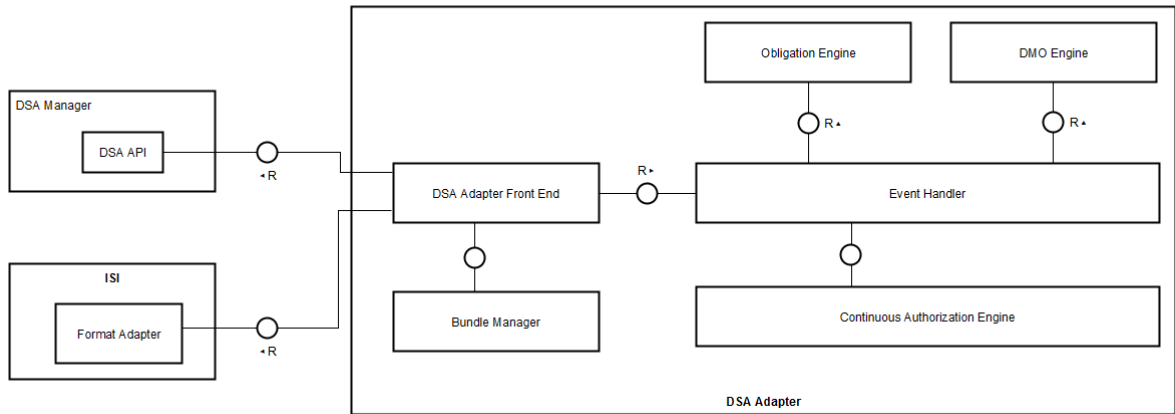 Obligation Engine
DMO Engine
DSA Manager
DSA API
R ▴
R ▴
◂ R
R ▸
DSA Adapter Front End
Event Handler
ISI
Format Adapter
Bundle Manager
Continuous Authorization Engine
◂ R
DSA Adapter